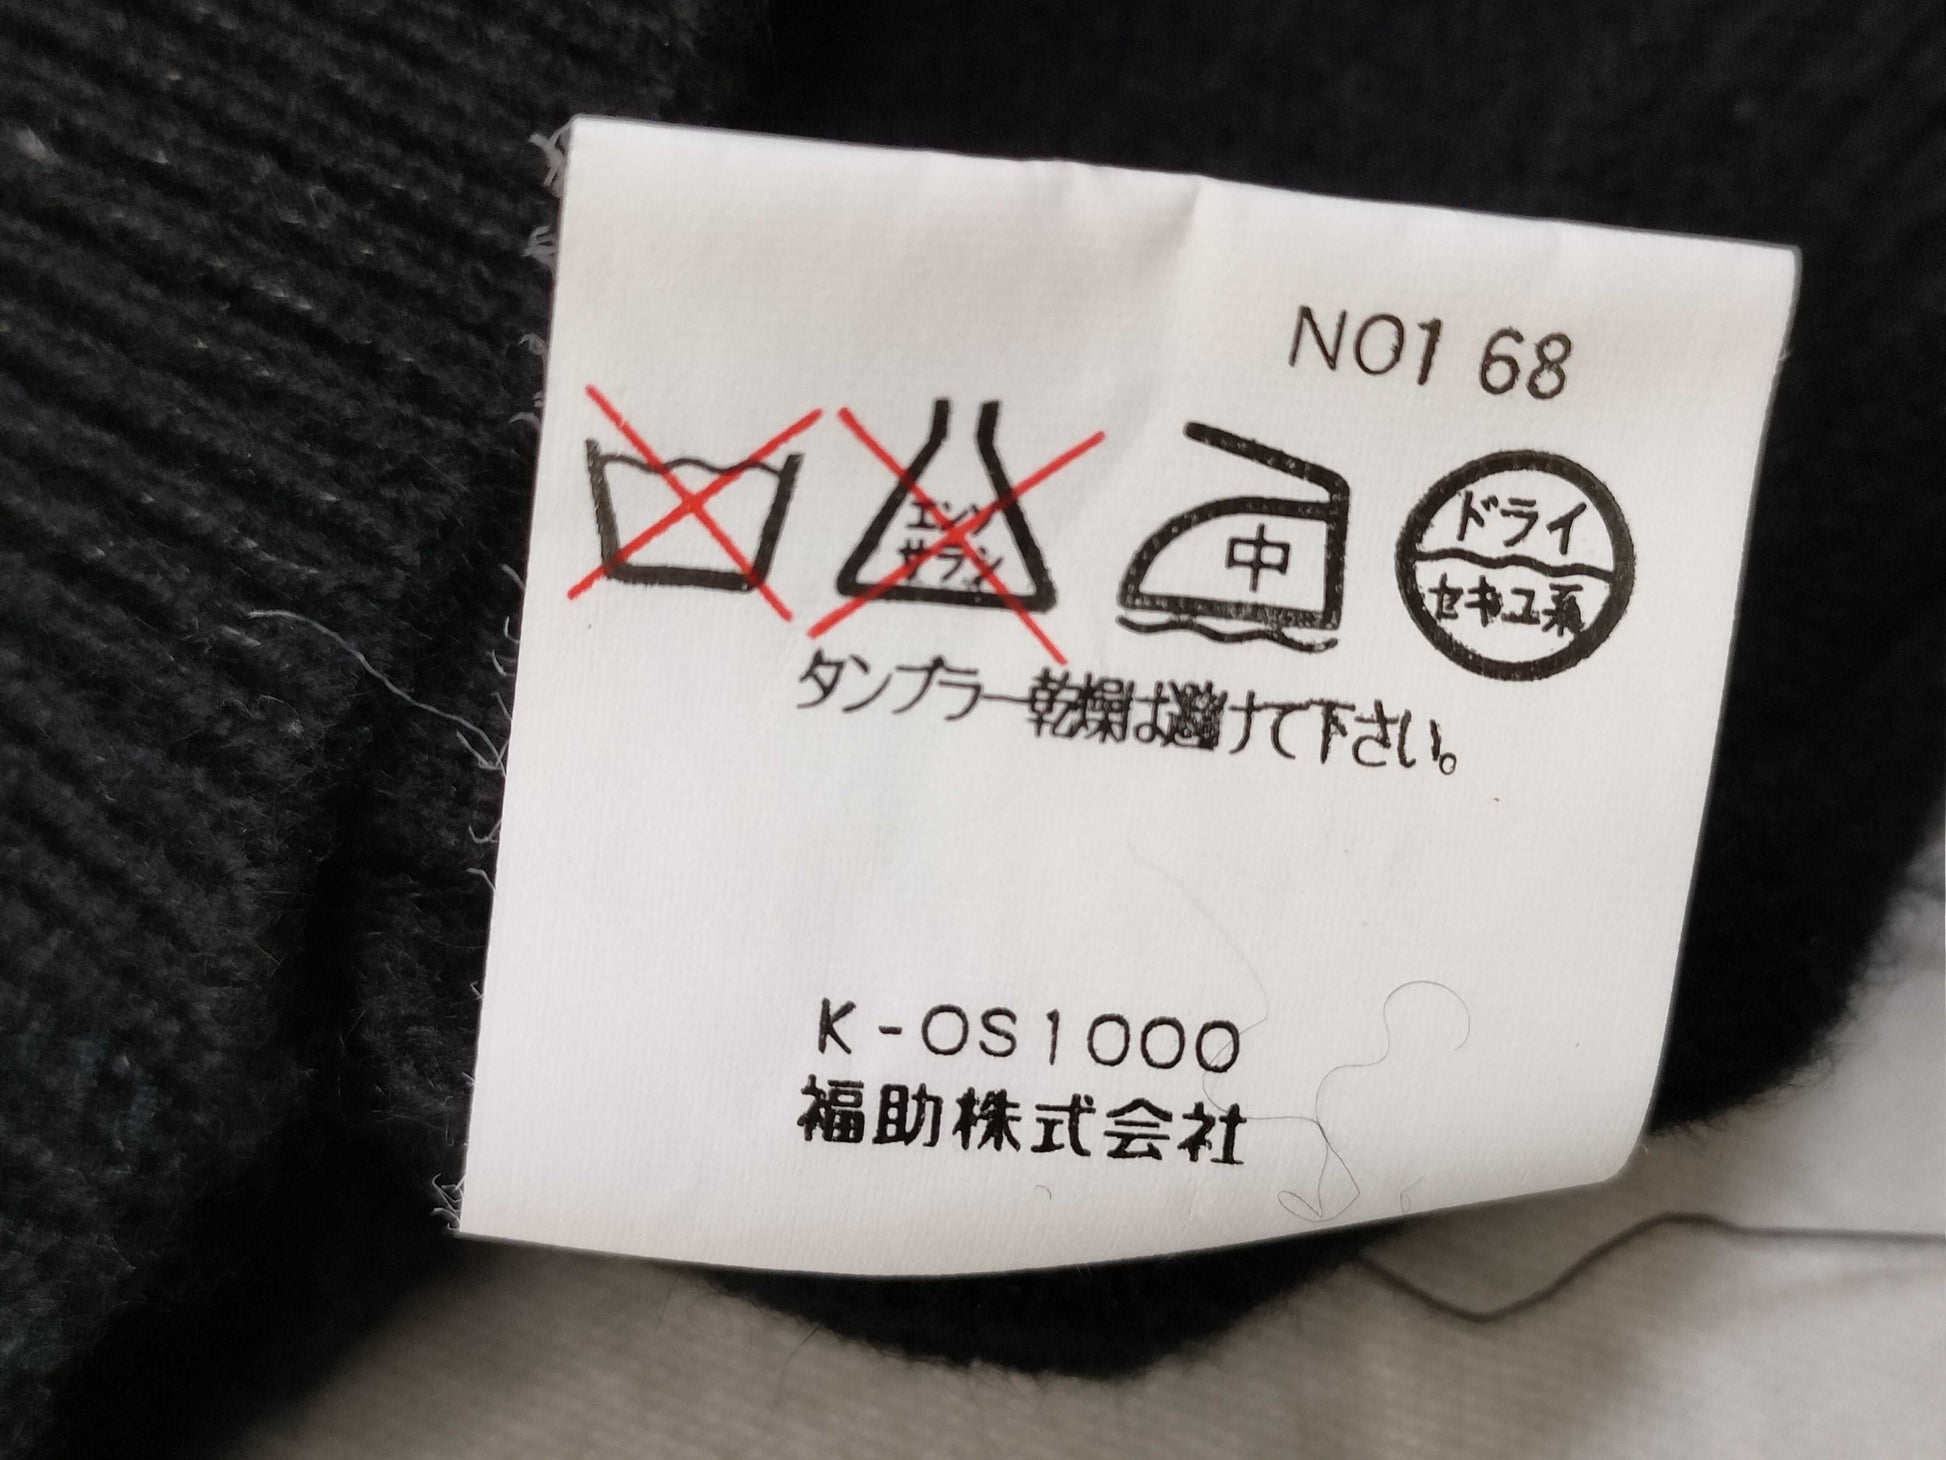 NO1 68
エンソ
サラシ
中
ドライ
セキユ系
タンブラー乾燥は避けて下さい。
K-OS1000
福助株式会社